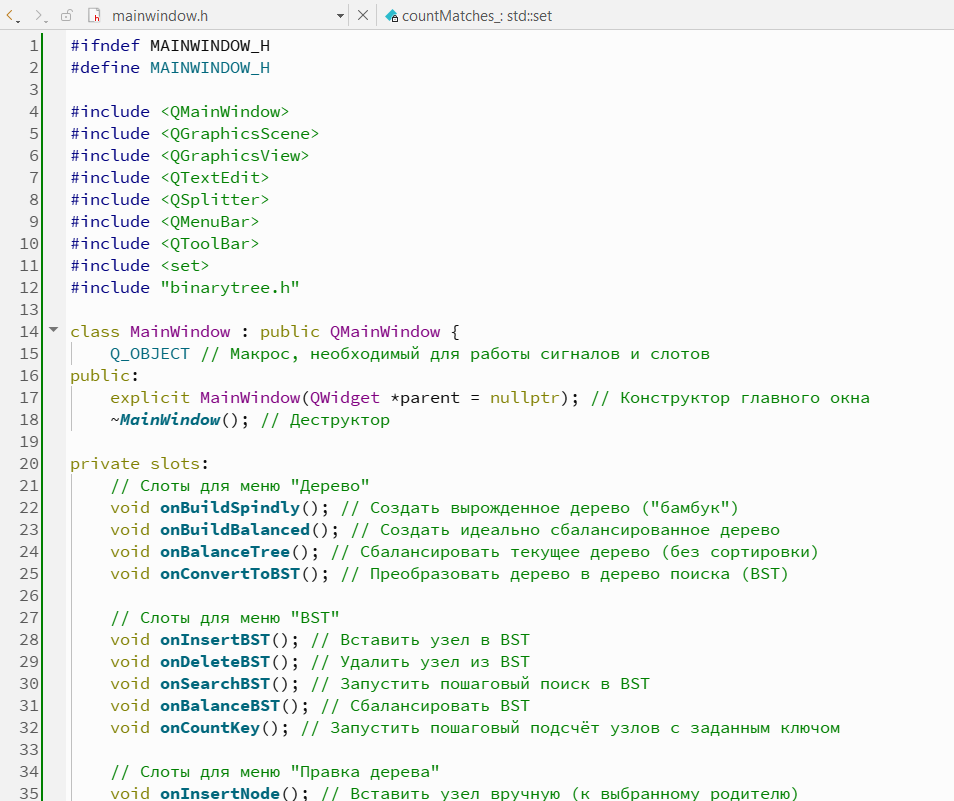 mainwindow.h countMatches_: std::set
1 #ifndef MAINWINDOW_H
2 #define MAINWINDOW_H
3
4 #include <QMainWindow>
5 #include <QGraphicsScene>
6 #include <QGraphicsView>
7 #include <QTextEdit>
8 #include <QSplitter>
9 #include <QMenuBar>
10 #include <QToolBar>
11 #include <set>
12 #include "binarytree.h"
13
14 class MainWindow : public QMainWindow {
15     Q_OBJECT // Макрос, необходимый для работы сигналов и слотов
16 public:
17     explicit MainWindow(QWidget *parent = nullptr); // Конструктор главного окна
18     ~MainWindow(); // Деструктор
19
20 private slots:
21     // Слоты для меню "Дерево"
22     void onBuildSpindly(); // Создать вырожденное дерево ("бамбук")
23     void onBuildBalanced(); // Создать идеально сбалансированное дерево
24     void onBalanceTree(); // Сбалансировать текущее дерево (без сортировки)
25     void onConvertToBST(); // Преобразовать дерево в дерево поиска (BST)
26
27     // Слоты для меню "BST"
28     void onInsertBST(); // Вставить узел в BST
29     void onDeleteBST(); // Удалить узел из BST
30     void onSearchBST(); // Запустить пошаговый поиск в BST
31     void onBalanceBST(); // Сбалансировать BST
32     void onCountKey(); // Запустить пошаговый подсчёт узлов с заданным ключом
33
34     // Слоты для меню "Правка дерева"
35     void onInsertNode(); // Вставить узел вручную (к выбранному родителю)